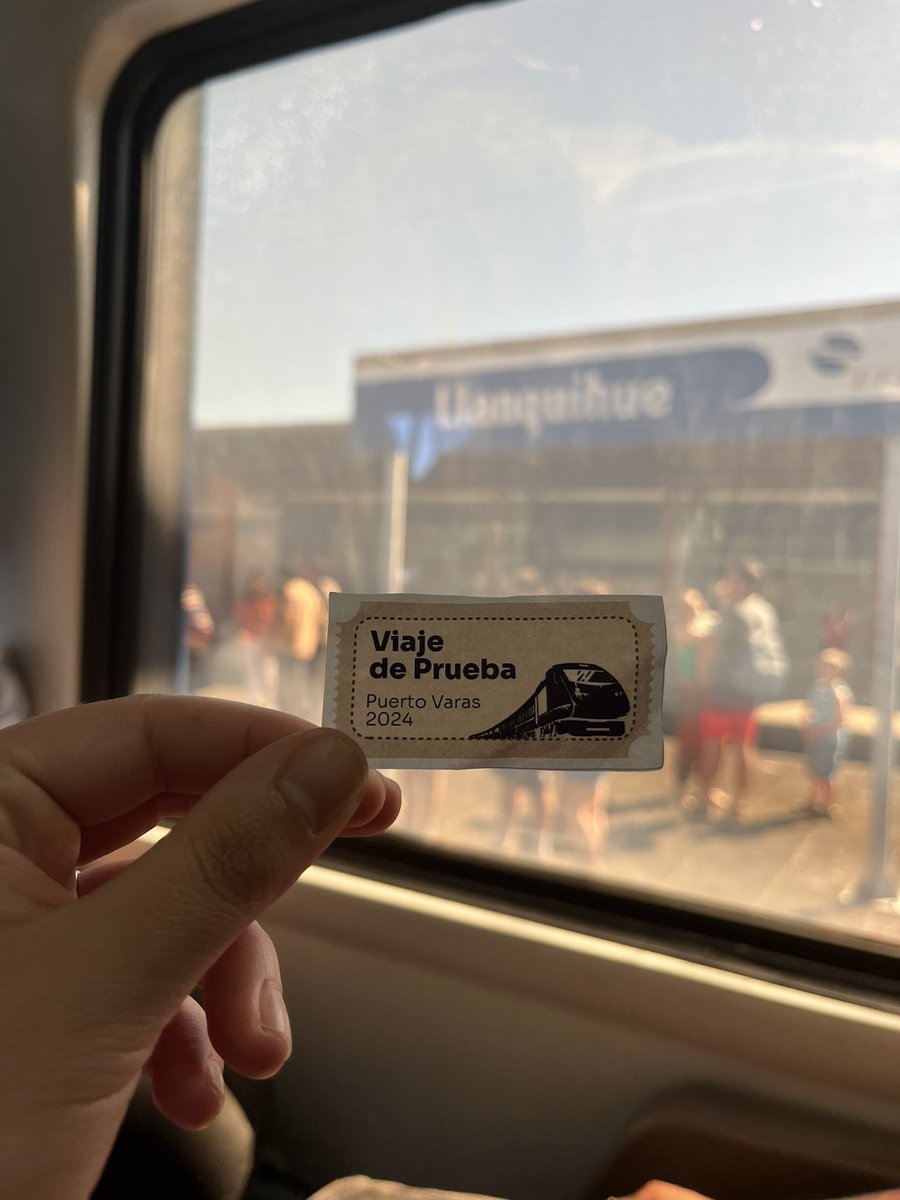 Llanquihue
Viaje
de Prueba
Puerto Varas
2024